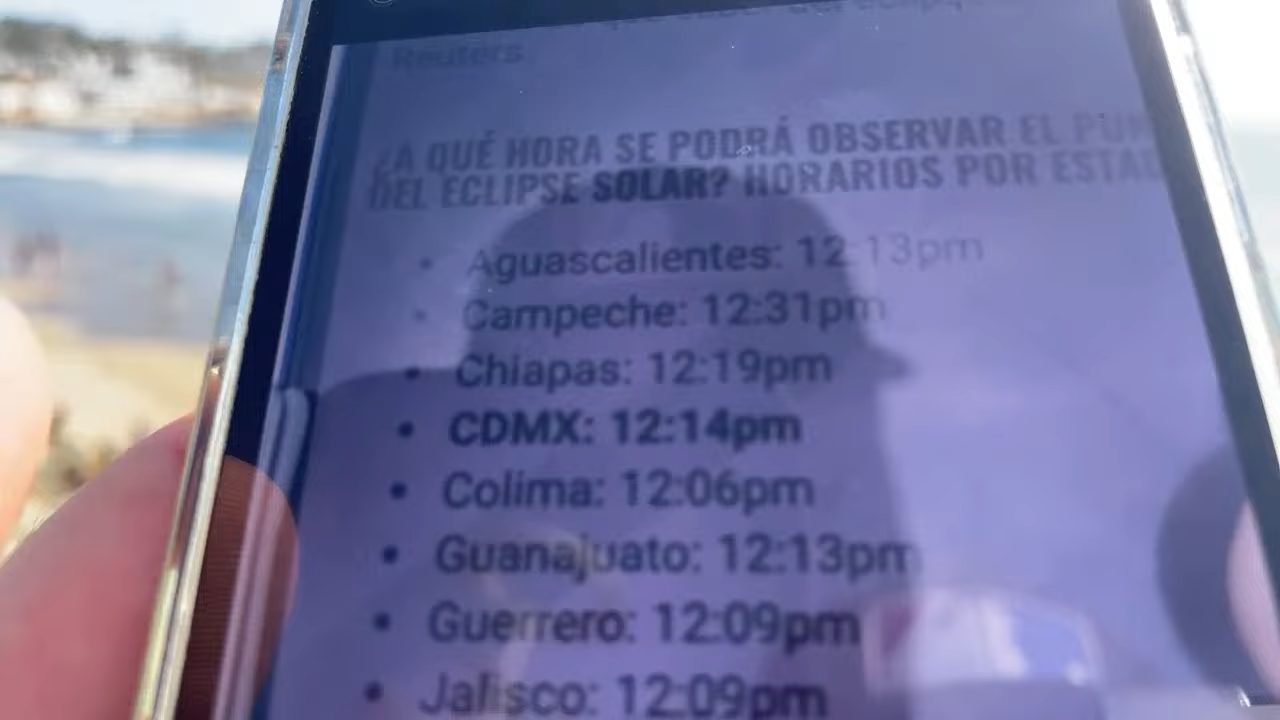 Reuters.
¿A QUÉ HORA SE PODRÁ OBSERVAR EL
DEL ECLIPSE SOLAR? HORARIOS POR
• Aguascalientes: 12:13pm
• Campeche: 12:31pm
• Chiapas: 12:19pm
• CDMX: 12:14pm
• Colima: 12:06pm
• Guanajuato: 12:13pm
• Guerrero: 12:09pm
• Jalisco: 12:09pm